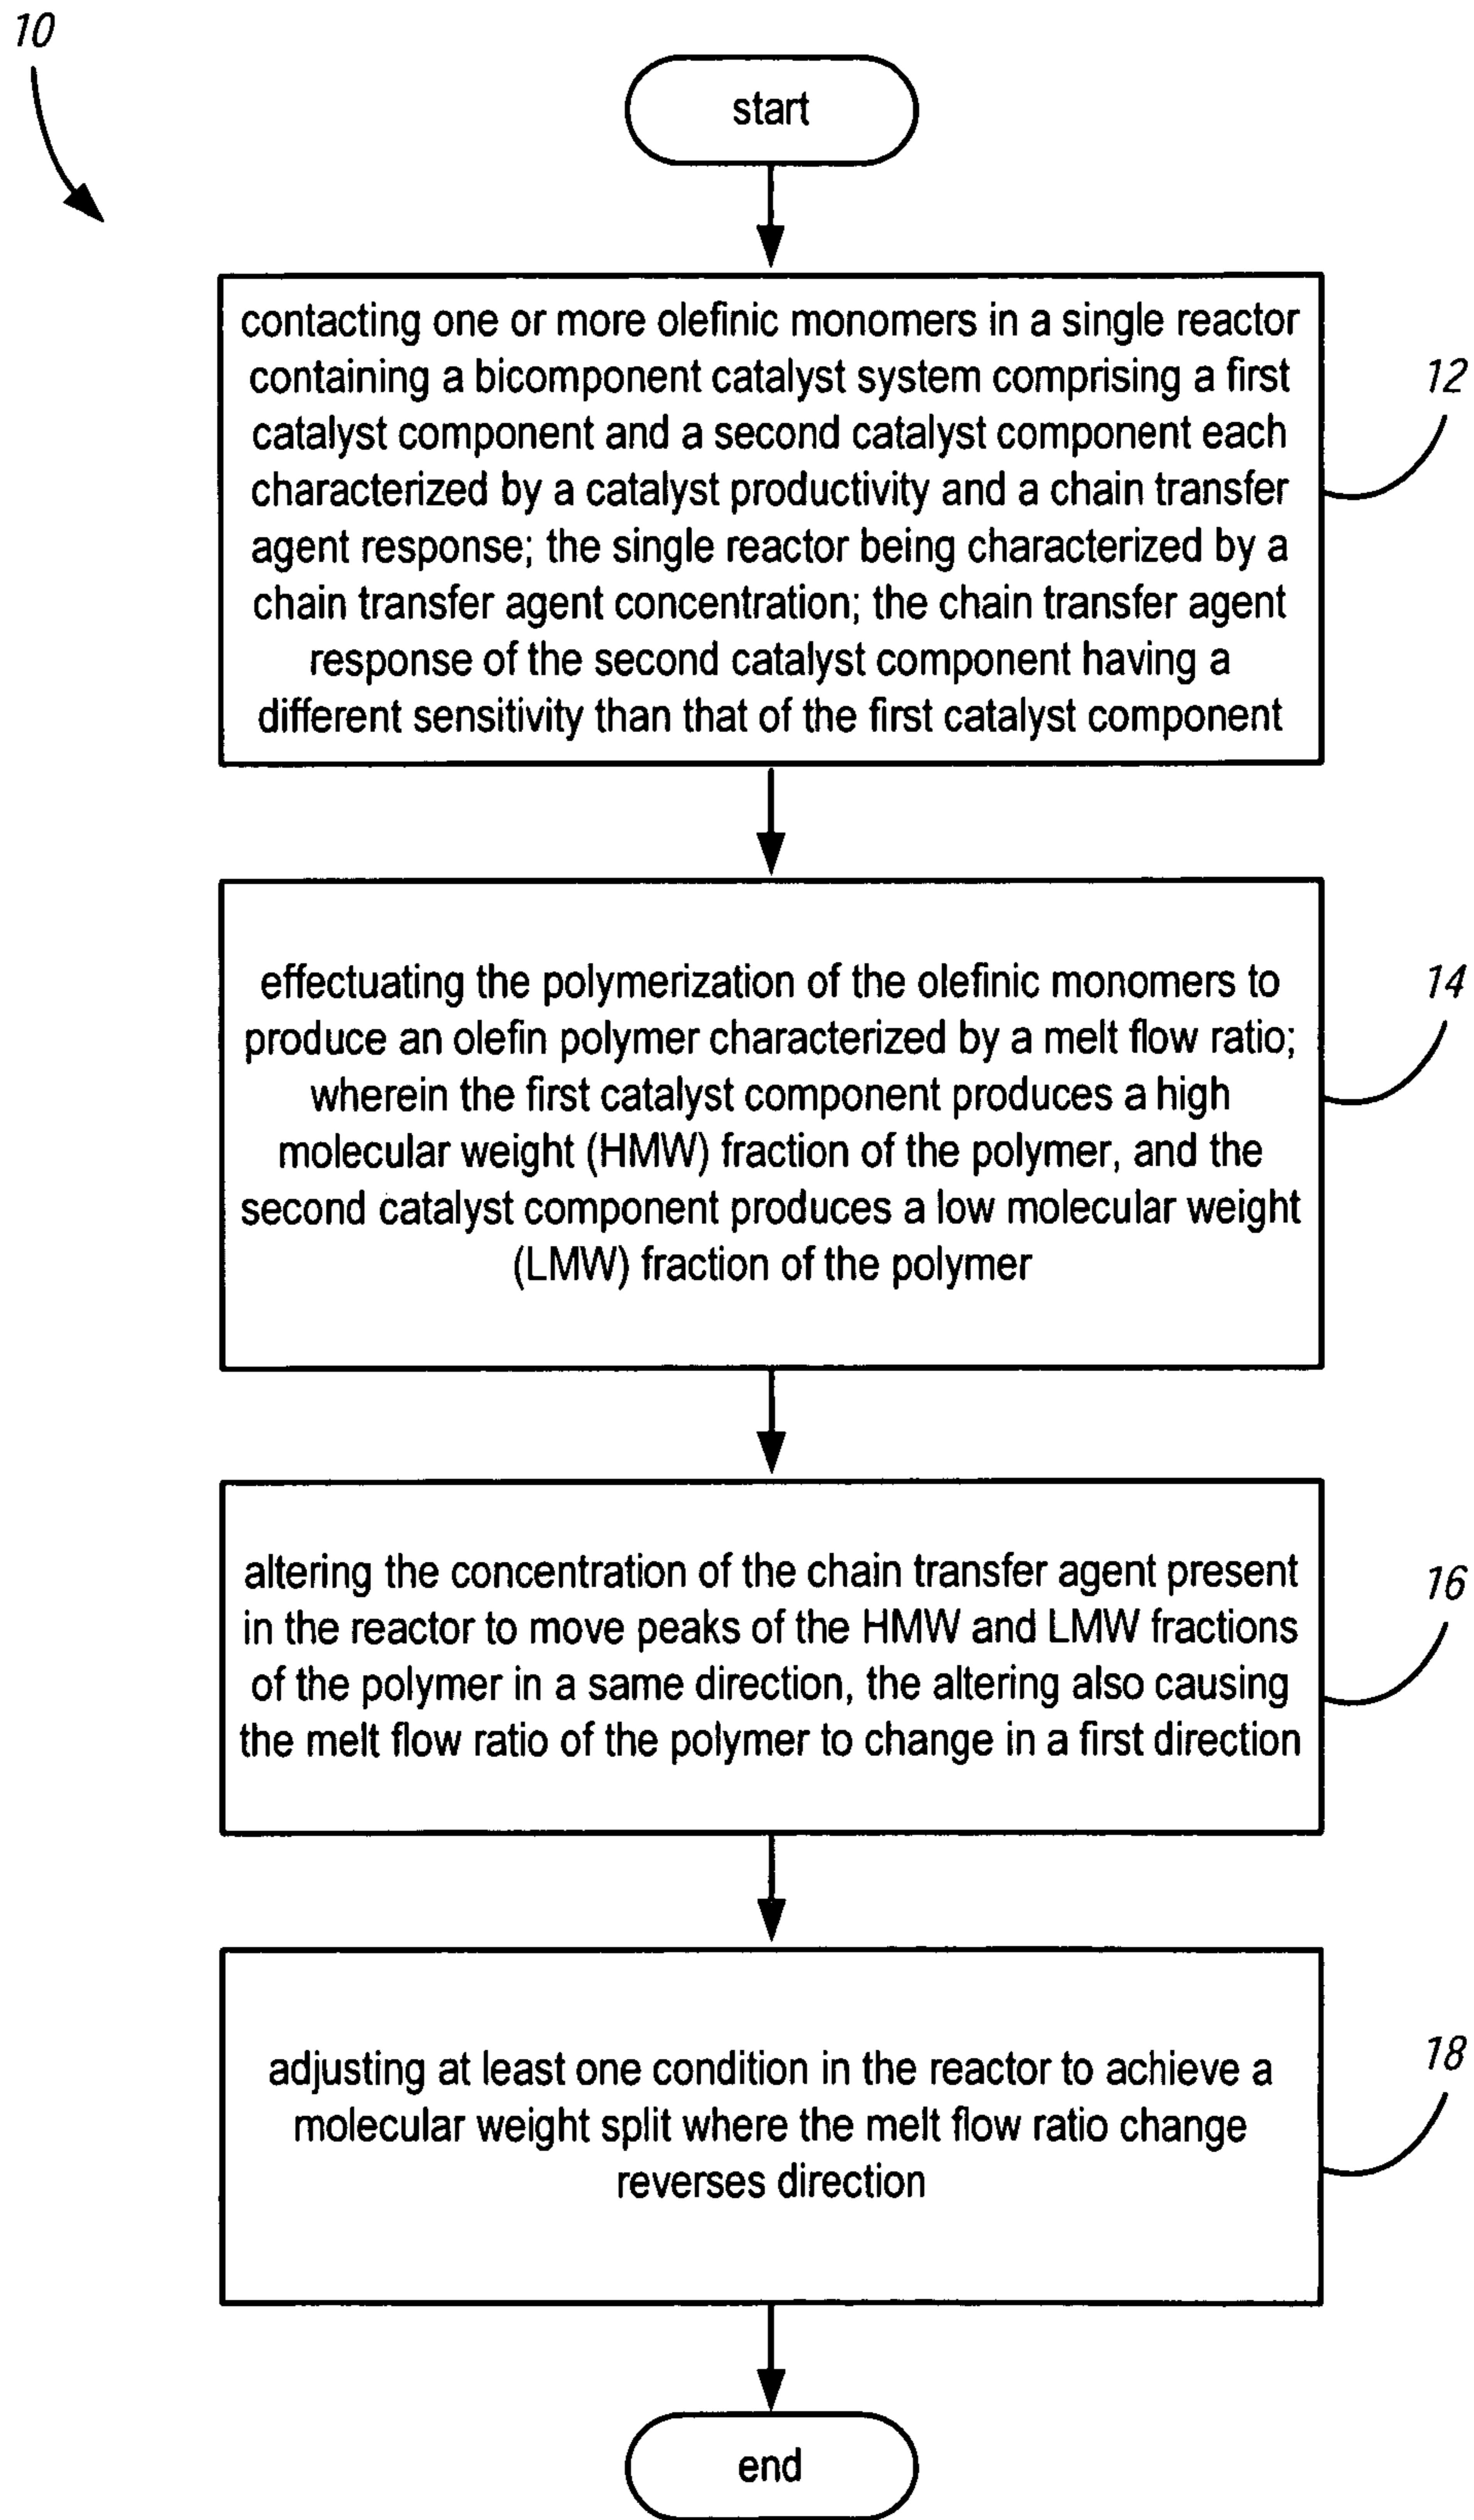 10
start
contacting one or more olefinic monomers in a single reactor
containing a bicomponent catalyst system comprising a first
catalyst component and a second catalyst component each
characterized by a catalyst productivity and a chain transfer
agent response; the single reactor being characterized by a
chain transfer agent concentration; the chain transfer agent
response of the second catalyst component having a
different sensitivity than that of the first catalyst component
12
effectuating the polymerization of the olefinic monomers to
produce an olefin polymer characterized by a melt flow ratio;
wherein the first catalyst component produces a high
molecular weight (HMW) fraction of the polymer, and the
second catalyst component produces a low molecular weight
(LMW) fraction of the polymer
14
altering the concentration of the chain transfer agent present
in the reactor to move peaks of the HMW and LMW fractions
of the polymer in a same direction, the altering also causing
the melt flow ratio of the polymer to change in a first direction
16
adjusting at least one condition in the reactor to achieve a
molecular weight split where the melt flow ratio change
reverses direction
18
end